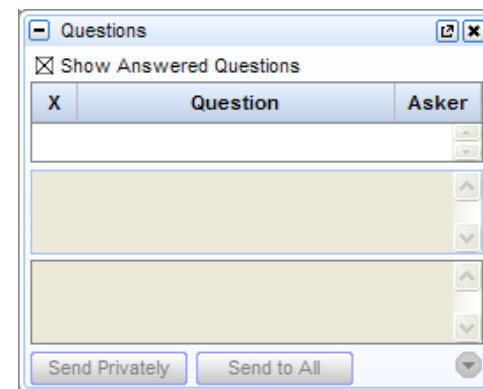 Questions
Show Answered Questions
X Question Asker
Send Privately Send to All